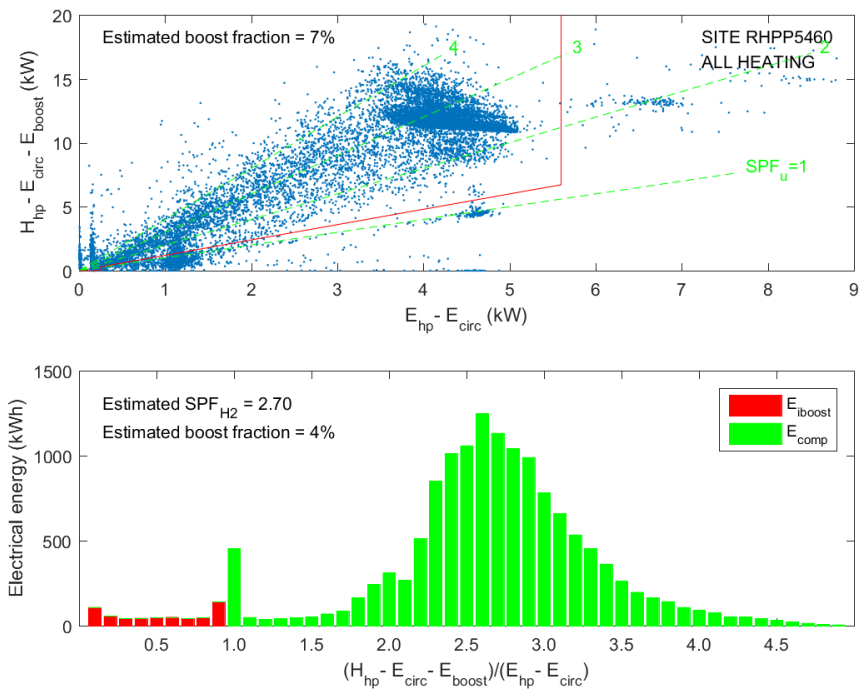 20
15
10
5
0
H_hp - E_circ - E_boost (kW)
Estimated boost fraction = 7%
SITE RHPP5460
ALL HEATING
4
3
2
SPF_u=1
0 1 2 3 4 5 6 7 8 9
E_hp - E_circ (kW)
1500
1000
500
0
Electrical energy (kWh)
Estimated SPF_H2 = 2.70
Estimated boost fraction = 4%
E_iboost
E_comp
0.5 1.0 1.5 2.0 2.5 3.0 3.5 4.0 4.5
(H_hp - E_circ - E_boost)/(E_hp - E_circ)